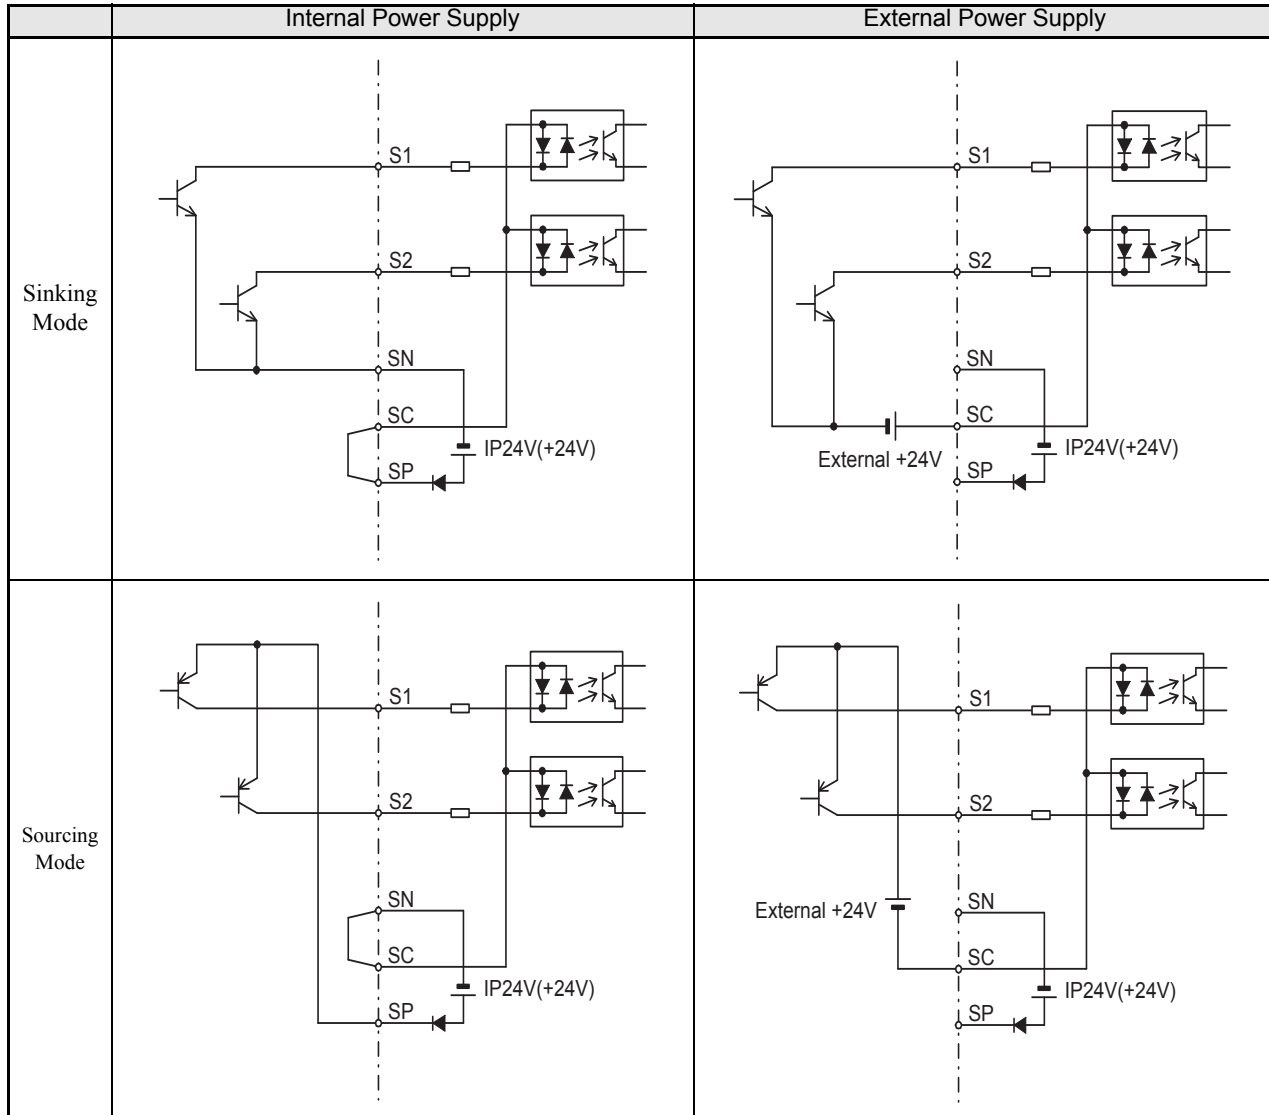 Internal Power Supply
External Power Supply
Sinking
Mode
S1
S2
SN
SC
IP24V(+24V)
SP
S1
S2
SN
SC
External +24V
IP24V(+24V)
SP
Sourcing
Mode
S1
S2
SN
SC
IP24V(+24V)
SP
S1
S2
External +24V
SN
SC
IP24V(+24V)
SP